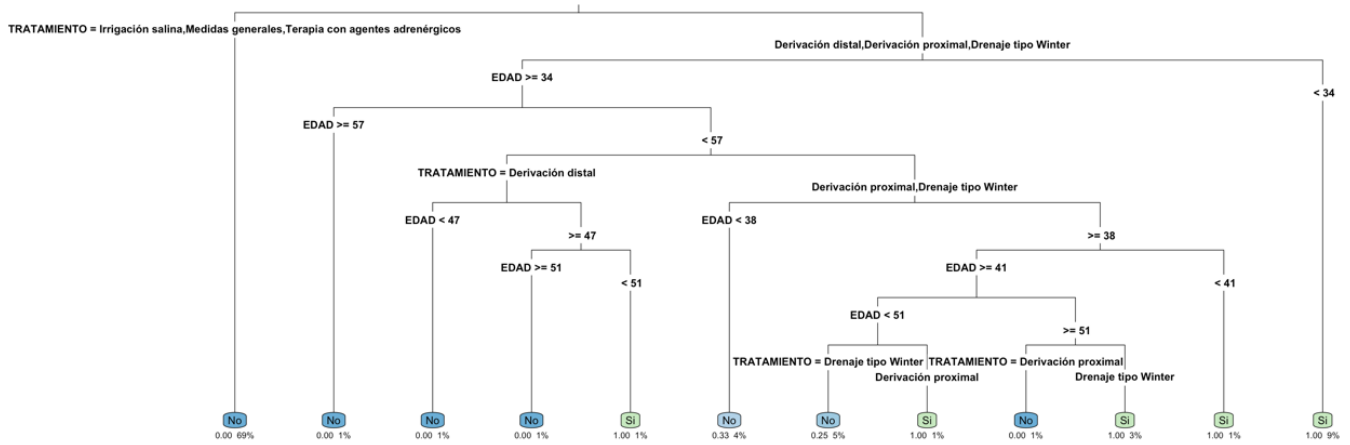 TRATAMIENTO = Irrigación salina,Medidas generales,Terapia con agentes adrenérgicos
Derivación distal,Derivación proximal,Drenaje tipo Winter
EDAD >= 34
< 34
EDAD >= 57
< 57
TRATAMIENTO = Derivación distal
Derivación proximal,Drenaje tipo Winter
EDAD < 47
>= 47
EDAD < 38
>= 38
EDAD >= 51
< 51
EDAD >= 41
< 41
EDAD < 51
>= 51
TRATAMIENTO = Drenaje tipo Winter
Derivación proximal
TRATAMIENTO = Derivación proximal
Drenaje tipo Winter
No No No No Si No No Si No Si Si Si
0.00 69% 0.00 1% 0.00 1% 0.00 1% 1.00 1% 0.33 4% 0.25 5% 1.00 1% 0.00 1% 1.00 3% 1.00 1% 1.00 9%